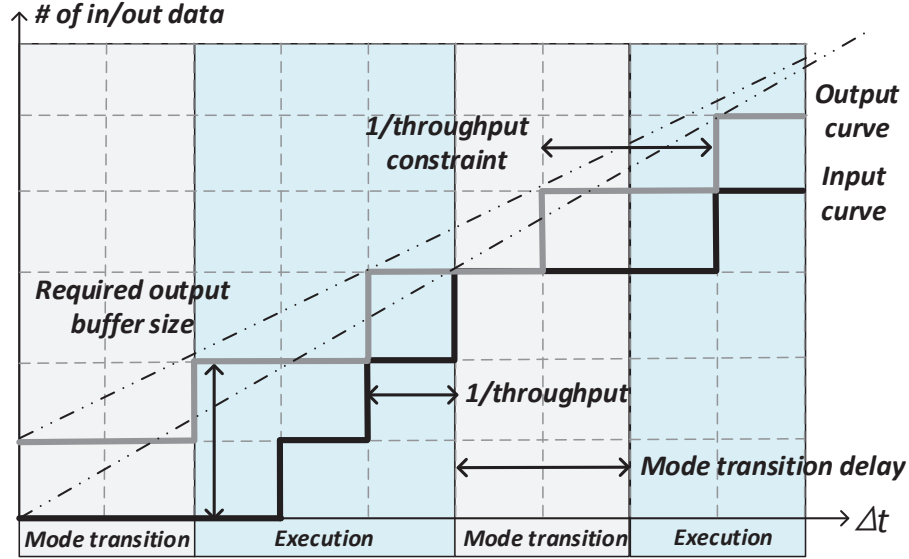 # of in/out data
1/throughput
constraint
Output
curve
Input
curve
Required output
buffer size
1/throughput
Mode transition delay
Δt
Mode transition
Execution
Mode transition
Execution